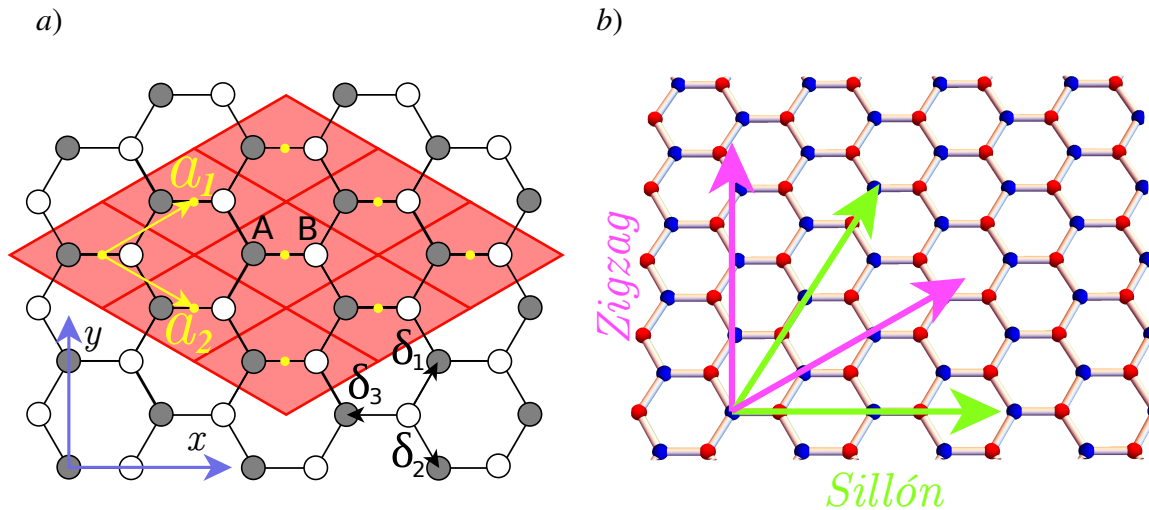 a)
b)
a₁
A B
a₂
y
δ₁
δ₃
x
δ₂
Zigzag
Sillón